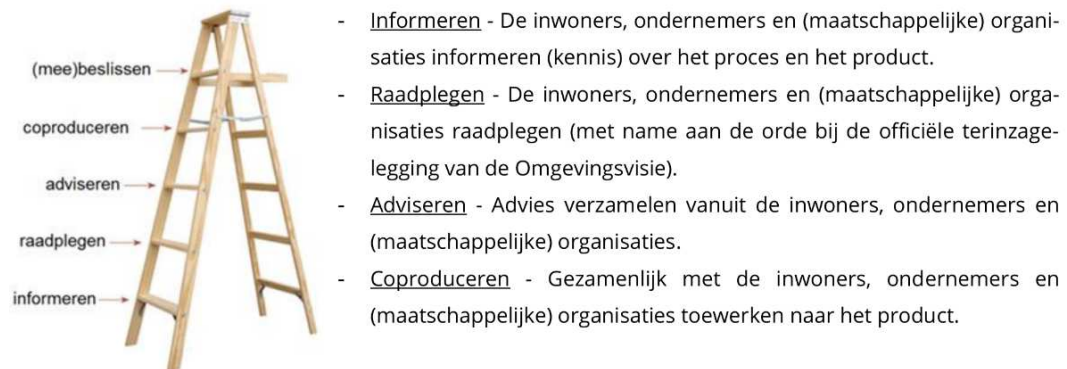 (mee)beslissen
coproduceren
adviseren
raadplegen
informeren
- Informeren - De inwoners, ondernemers en (maatschappelijke) organi-
saties informeren (kennis) over het proces en het product.
- Raadplegen - De inwoners, ondernemers en (maatschappelijke) orga-
nisaties raadplegen (met name aan de orde bij de officiële terinzage-
legging van de Omgevingsvisie).
- Adviseren - Advies verzamelen vanuit de inwoners, ondernemers en
(maatschappelijke) organisaties.
- Coproduceren - Gezamenlijk met de inwoners, ondernemers en
(maatschappelijke) organisaties toewerken naar het product.